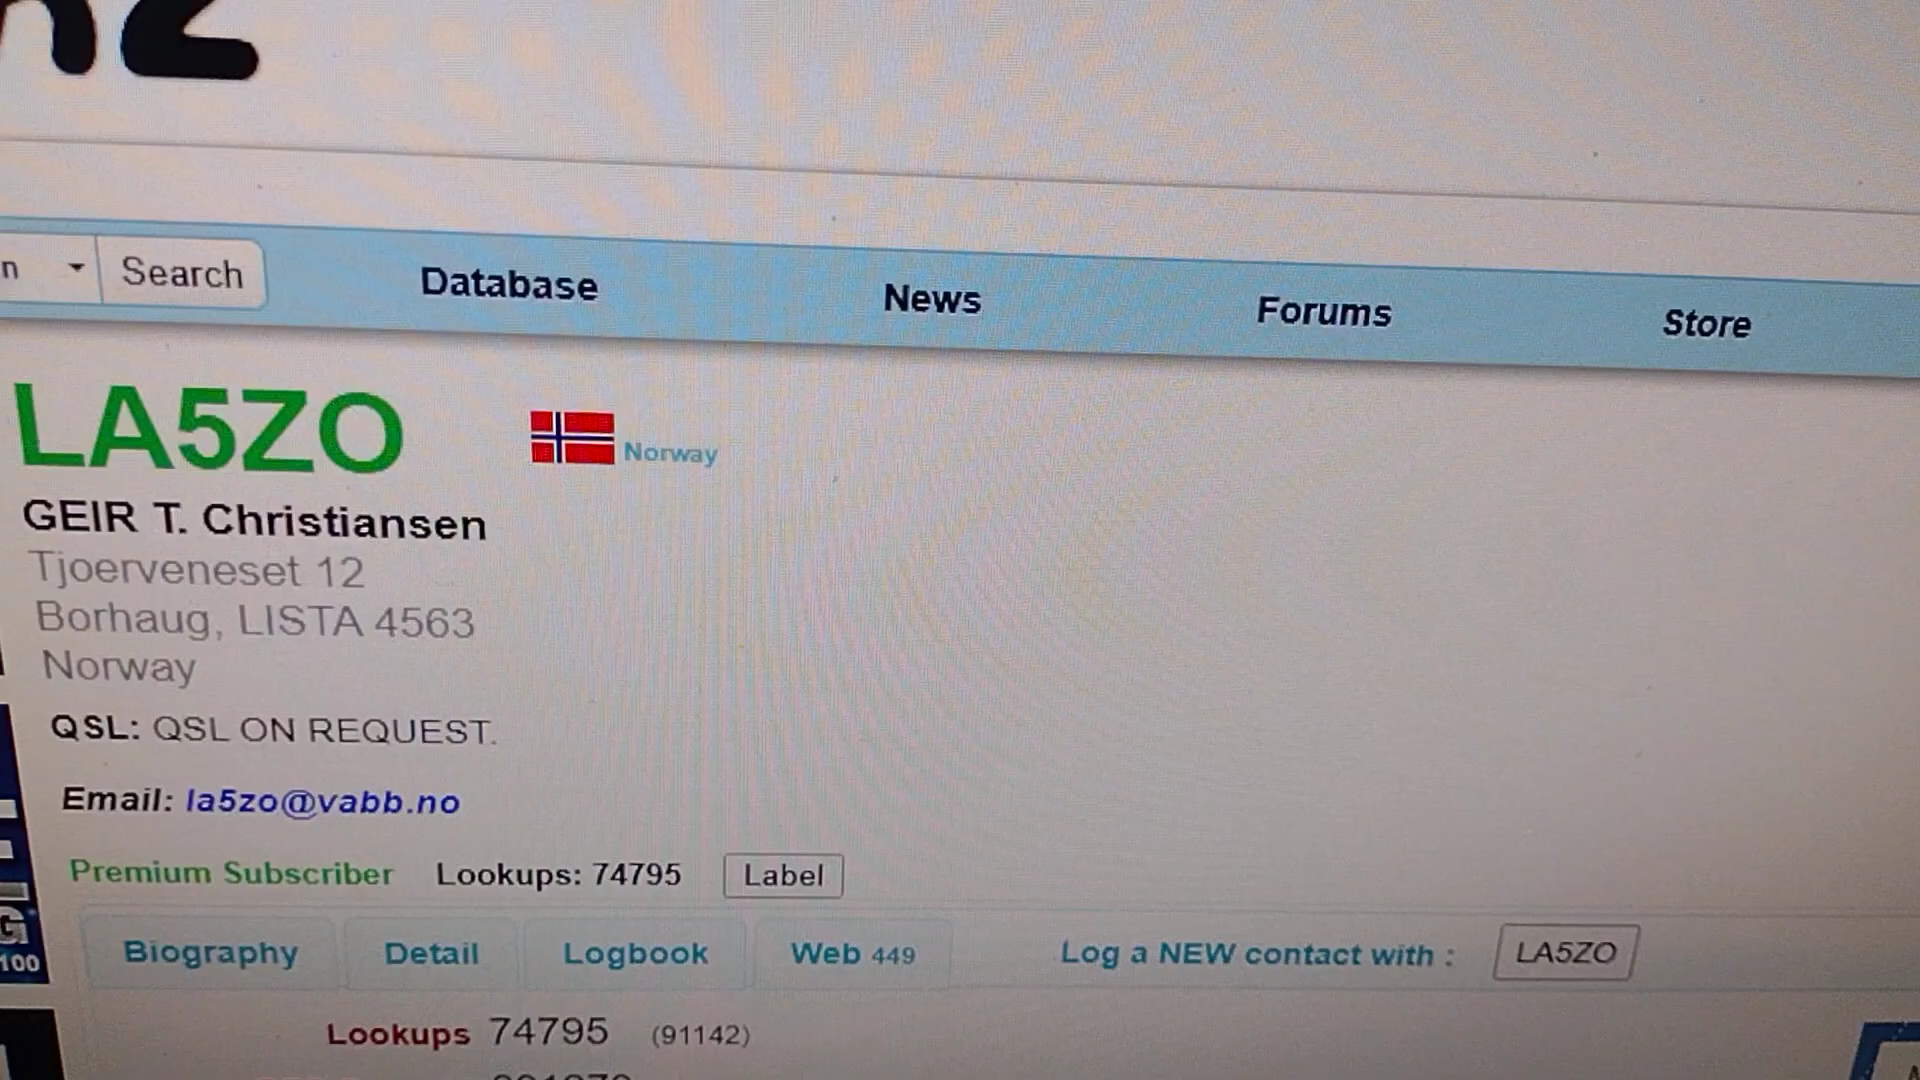 Search Database News Forums Store
LA5ZO Norway
GEIR T. Christiansen
Tjoerveneset 12
Borhaug, LISTA 4563
Norway
QSL: QSL ON REQUEST.
Email: la5zo@vabb.no
Premium Subscriber Lookups: 74795 Label
Biography Detail Logbook Web 449 Log a NEW contact with : LA5ZO
100
Lookups 74795 (91142)